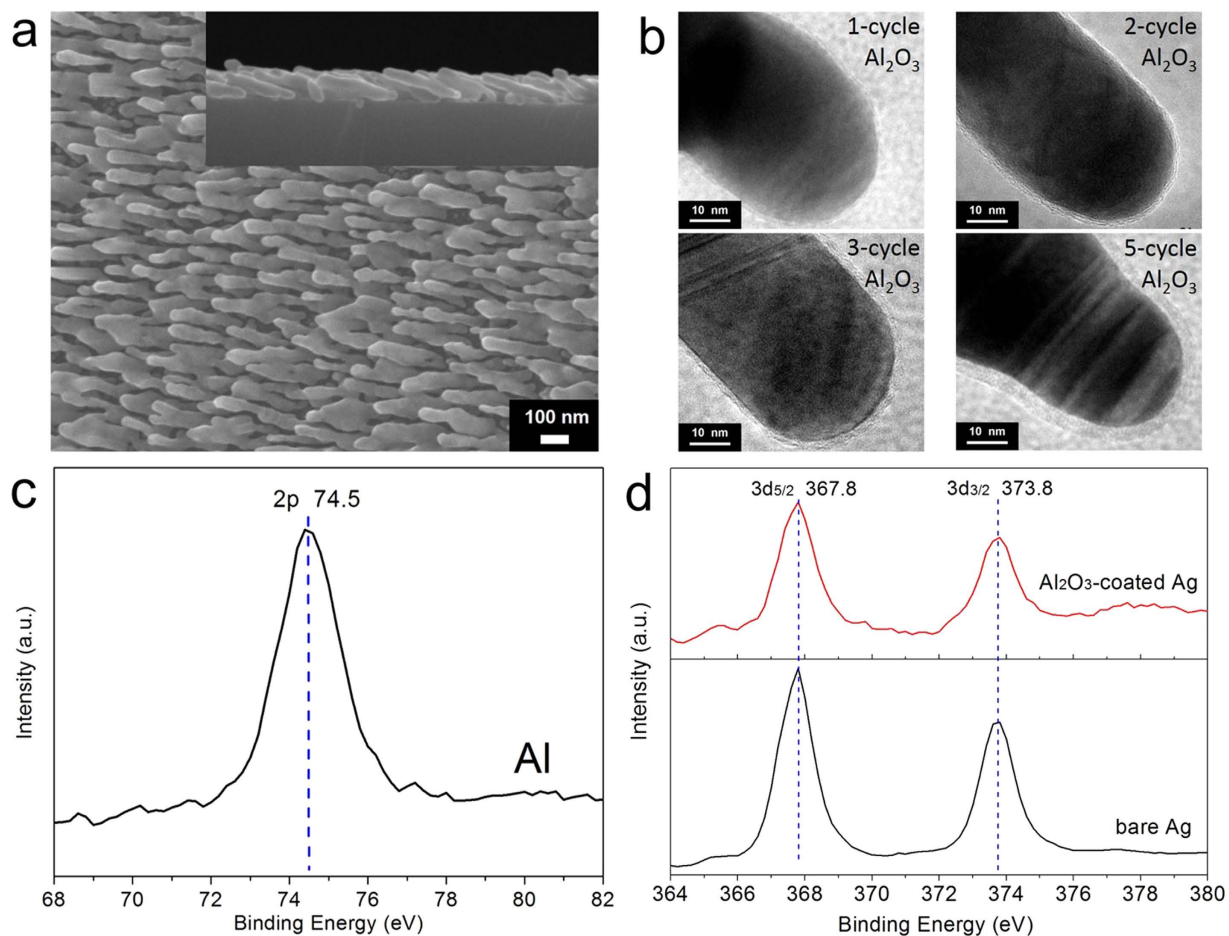 a
100 nm
b
1-cycle
Al₂O₃
10 nm
2-cycle
Al₂O₃
10 nm
3-cycle
Al₂O₃
10 nm
5-cycle
Al₂O₃
10 nm
c
2p 74.5
Al
Intensity (a.u.)
68 70 72 74 76 78 80 82
Binding Energy (eV)
d
3d5/2 367.8
3d3/2 373.8
Al₂O₃-coated Ag
bare Ag
Intensity (a.u.)
364 366 368 370 372 374 376 378 380
Binding Energy (eV)